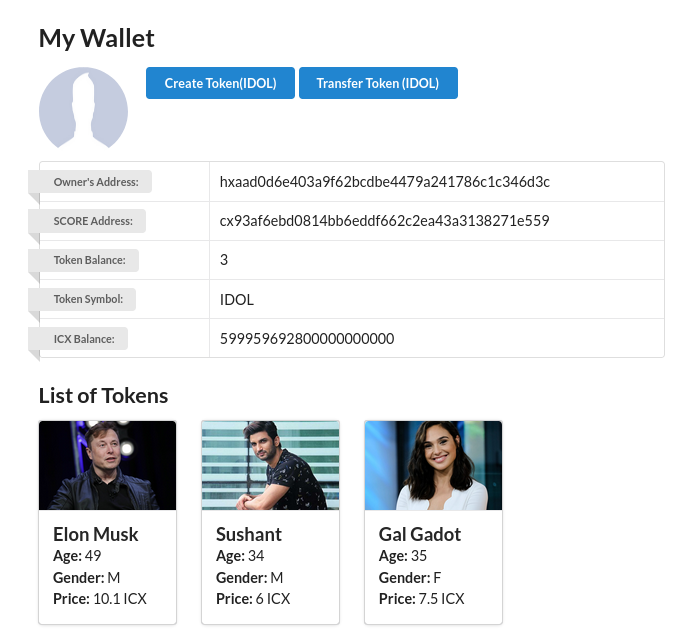 My Wallet
Create Token(IDOL) Transfer Token (IDOL)
Owner's Address: hxaad0d6e403a9f62bcdbe4479a241786c1c346d3c
SCORE Address: cx93af6ebd0814bb6eddf662c2ea43a3138271e559
Token Balance: 3
Token Symbol: IDOL
ICX Balance: 599959692800000000000
List of Tokens
Elon Musk Sushant Gal Gadot
Age: 49 Age: 34 Age: 35
Gender: M Gender: M Gender: F
Price: 10.1 ICX Price: 6 ICX Price: 7.5 ICX